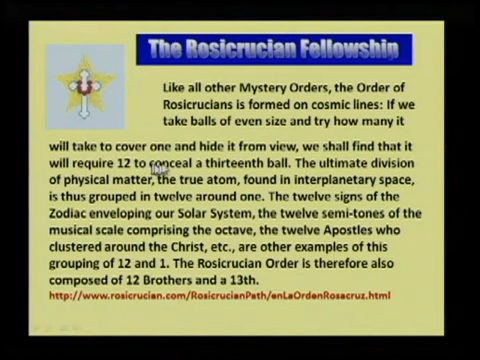 The Rosicrucian Fellowship
Like all other Mystery Orders, the Order of
Rosicrucians is formed on cosmic lines: If we
take balls of even size and try how many it
will take to cover one and hide it from view, we shall find that it
will require 12 to conceal a thirteenth ball. The ultimate division
of physical matter, the true atom, found in interplanetary space,
is thus grouped in twelve around one. The twelve signs of the
Zodiac enveloping our Solar System, the twelve semi-tones of the
musical scale comprising the octave, the twelve Apostles who
clustered around the Christ, etc., are other examples of this
grouping of 12 and 1. The Rosicrucian Order is therefore also
composed of 12 Brothers and a 13th.
http://www.rosicrucian.com/RosicrucianPath/enLaOrdenRosacruz.html